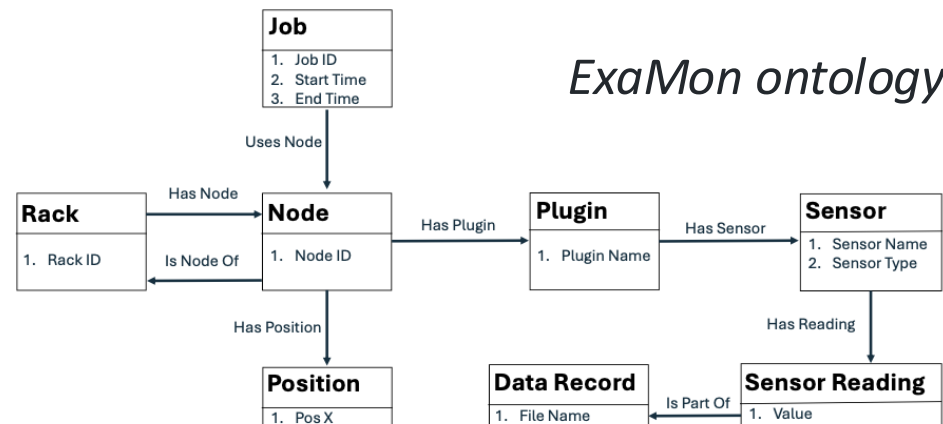 Job
1. Job ID
2. Start Time
3. End Time
ExaMon ontology
Uses Node
Rack
1. Rack ID
Has Node
Is Node Of
Node
1. Node ID
Has Plugin
Plugin
1. Plugin Name
Has Sensor
Sensor
1. Sensor Name
2. Sensor Type
Has Position
Has Reading
Position
1. Pos X
Data Record
1. File Name
Is Part Of
Sensor Reading
1. Value